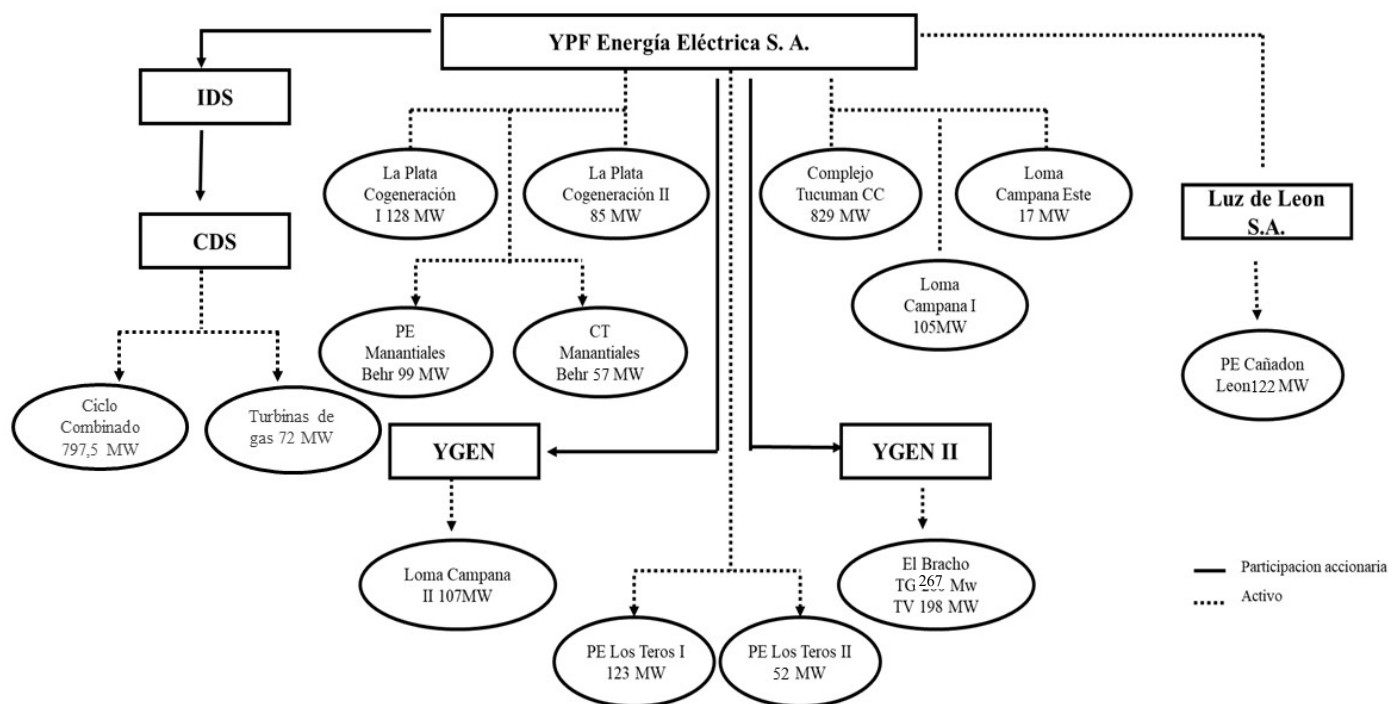 YPF Energía Eléctrica S. A.
IDS
CDS
Ciclo
Combinado
797,5 MW
Turbinas de
gas 72 MW
La Plata
Cogeneración
I 128 MW
La Plata
Cogeneración II
85 MW
PE
Manantiales
Behr 99 MW
CT
Manantiales
Behr 57 MW
Complejo
Tucuman CC
829 MW
Loma
Campana Este
17 MW
Loma
Campana I
105MW
Luz de Leon
S.A.
PE Cañadon
Leon122 MW
YGEN
Loma Campana
II 107MW
YGEN II
El Bracho
TG 267 Mw
TV 198 MW
PE Los Teros I
123 MW
PE Los Teros II
52 MW
Participacion accionaria
Activo